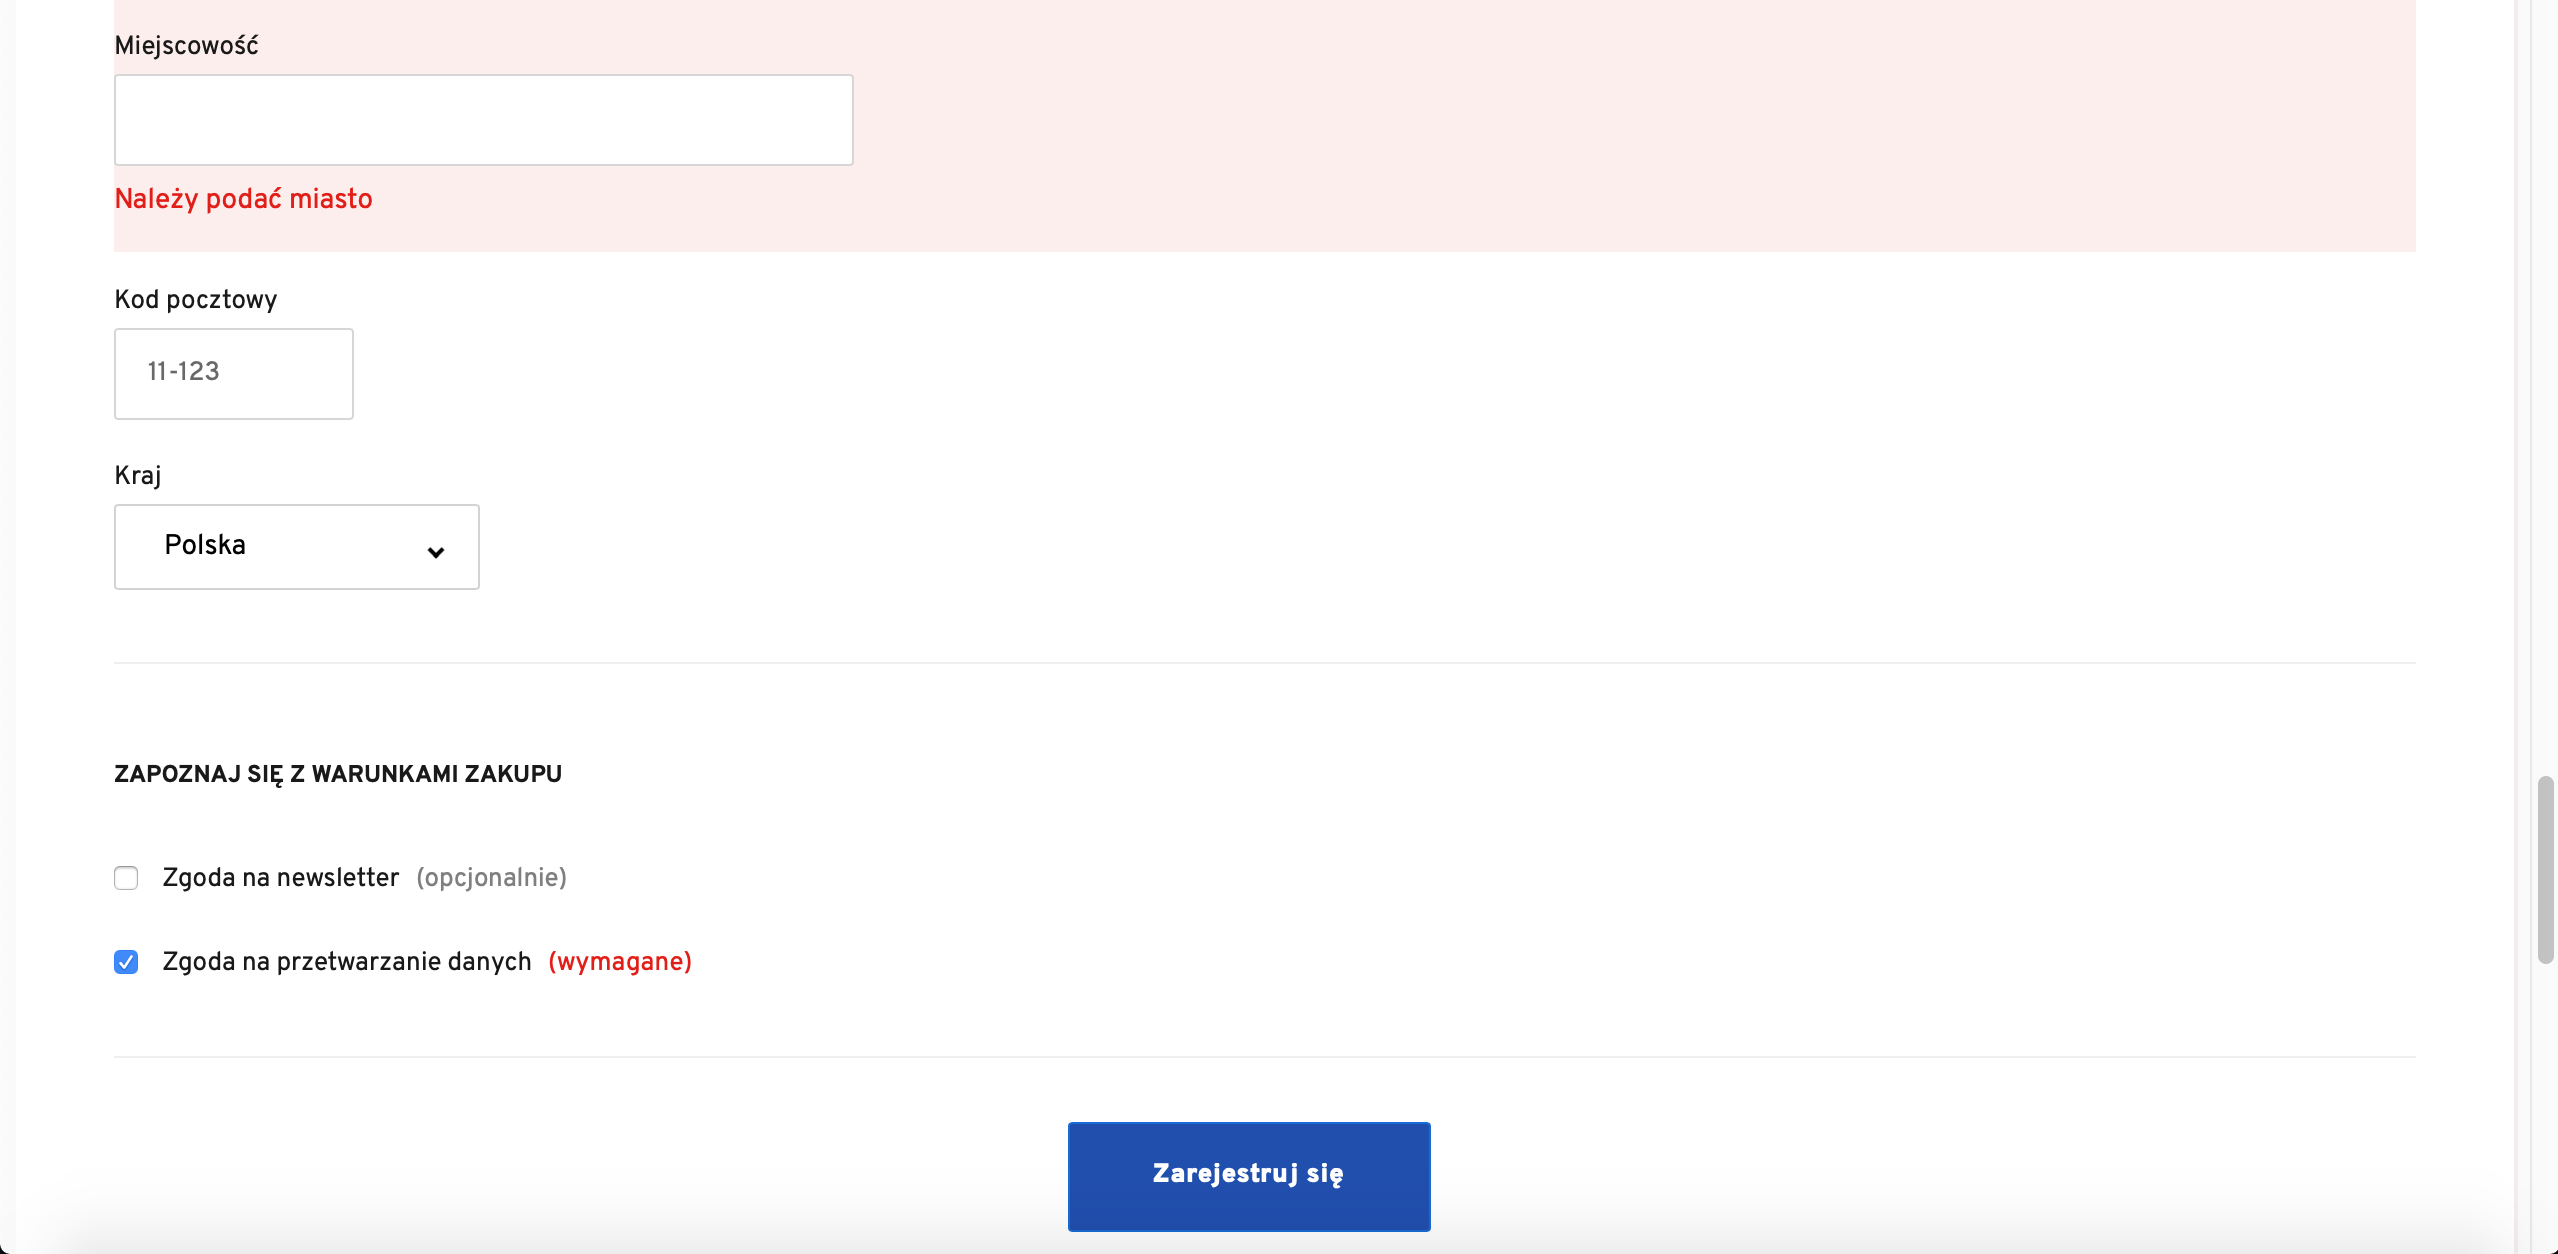 Miejscowość
Należy podać miasto
Kod pocztowy
11-123
Kraj
Polska
ZAPOZNAJ SIĘ Z WARUNKAMI ZAKUPU
Zgoda na newsletter (opcjonalnie)
Zgoda na przetwarzanie danych (wymagane)
Zarejestruj się